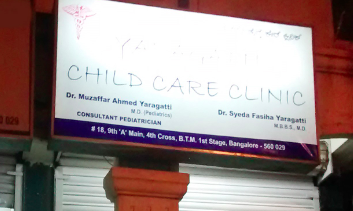 CHILD CARE CLINIC
Dr. Muzaffar Ahmed Yaragatti
M.D. (Pediatrics)
CONSULTANT PEDIATRICIAN
Dr. Syeda Fasiha Yaragatti
M.B.B.S., M.D.
# 18, 9th 'A' Main, 4th Cross, B.T.M. 1st Stage, Bangalore - 560 029